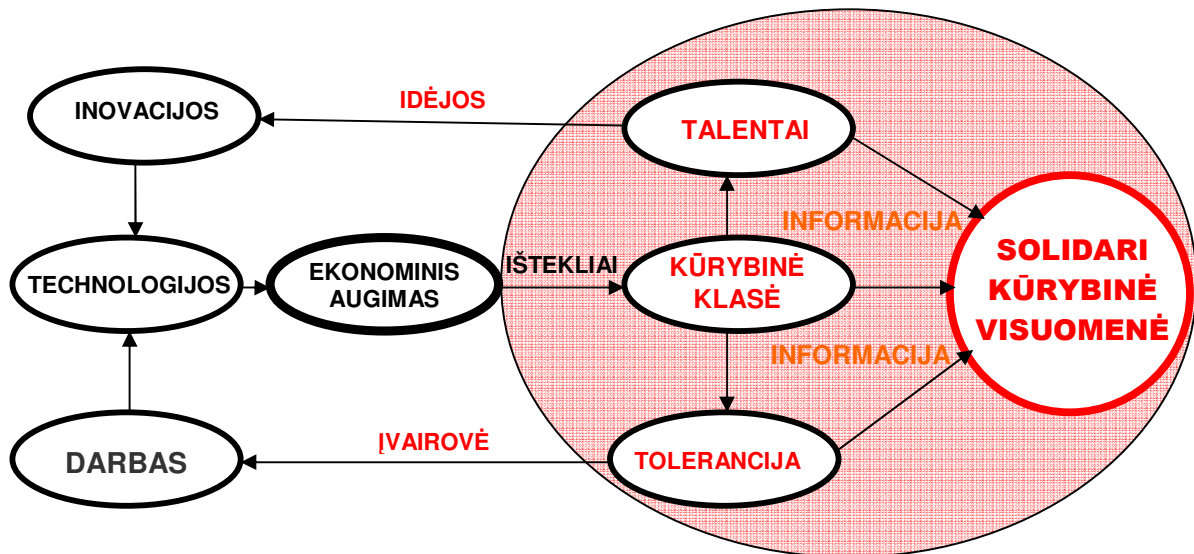 IDĖJOS
INOVACIJOS
TALENTAI
INFORMACIJA
TECHNOLOGIJOS
EKONOMINIS
AUGIMAS
IŠTEKLIAI
KŪRYBINĖ
KLASĖ
SOLIDARI
KŪRYBINĖ
VISUOMENĖ
INFORMACIJA
DARBAS
ĮVAIROVĖ
TOLERANCIJA